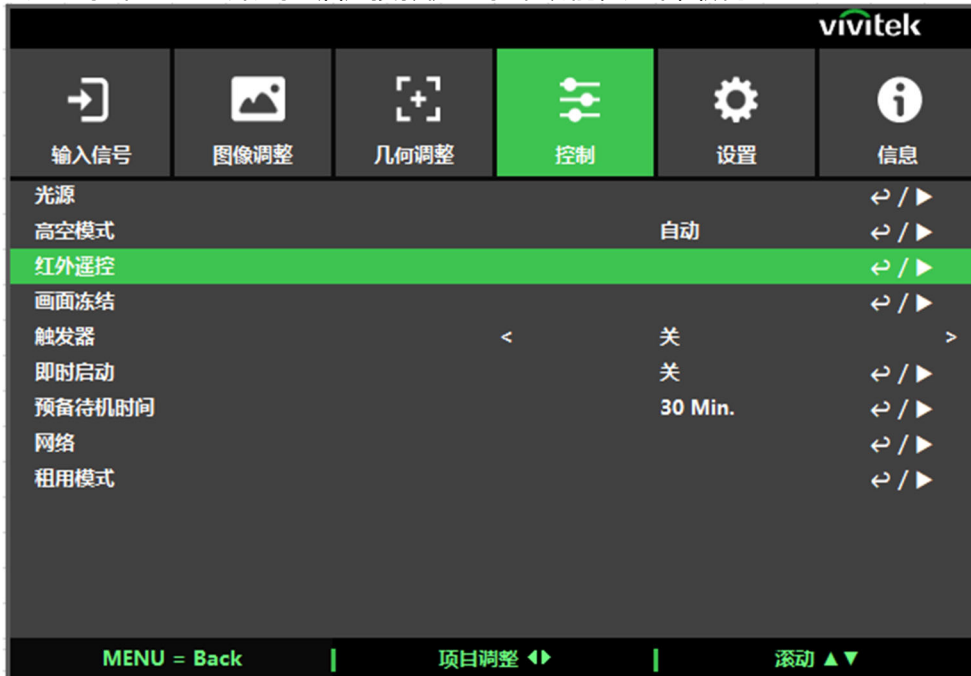 vivitek
输入信号 图像调整 几何调整 控制 设置 信息
光源 ↩ / ▶
高空模式 自动 ↩ / ▶
红外遥控 ↩ / ▶
画面冻结 ↩ / ▶
触发器 < 关 >
即时启动 关 ↩ / ▶
预备待机时间 30 Min. ↩ / ▶
网络 ↩ / ▶
租用模式 ↩ / ▶
MENU = Back 项目调整 ◀▶ 滚动 ▲▼